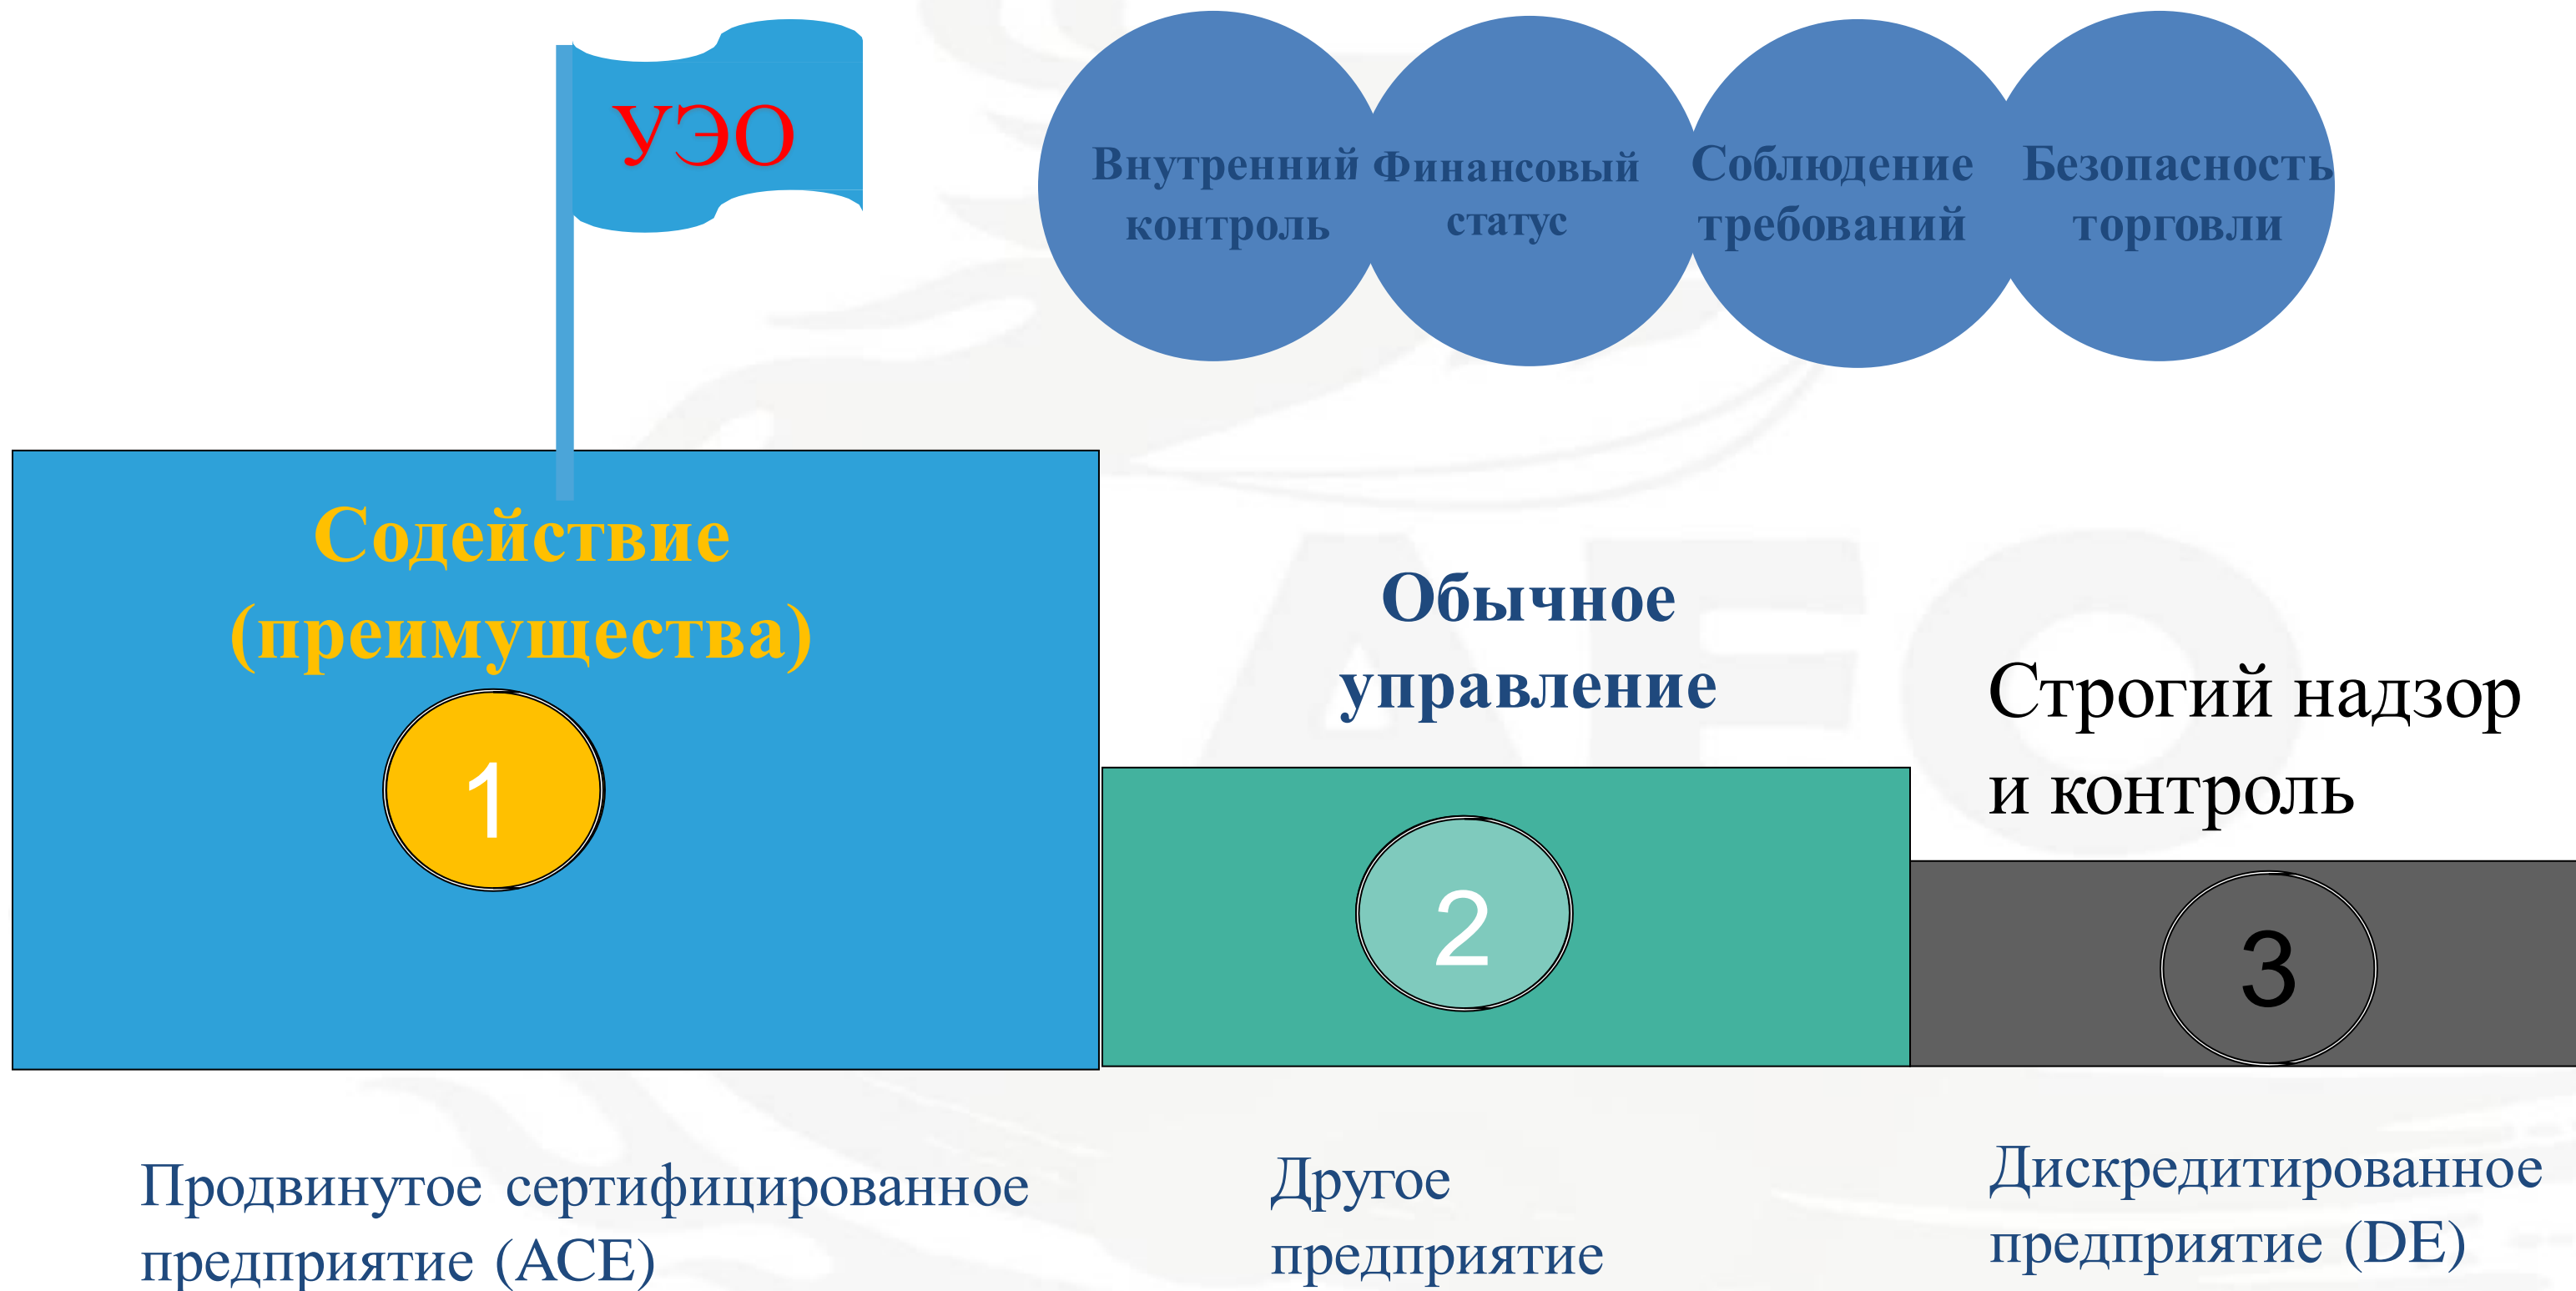 УЭО
Внутренний
контроль
Финансовый
статус
Соблюдение
требований
Безопасность
торговли
Содействие
(преимущества)
1
Обычное
управление
2
Строгий надзор
и контроль
3
Продвинутое сертифицированное
предприятие (ACE)
Другое
предприятие
Дискредитированное
предприятие (DE)
AEO